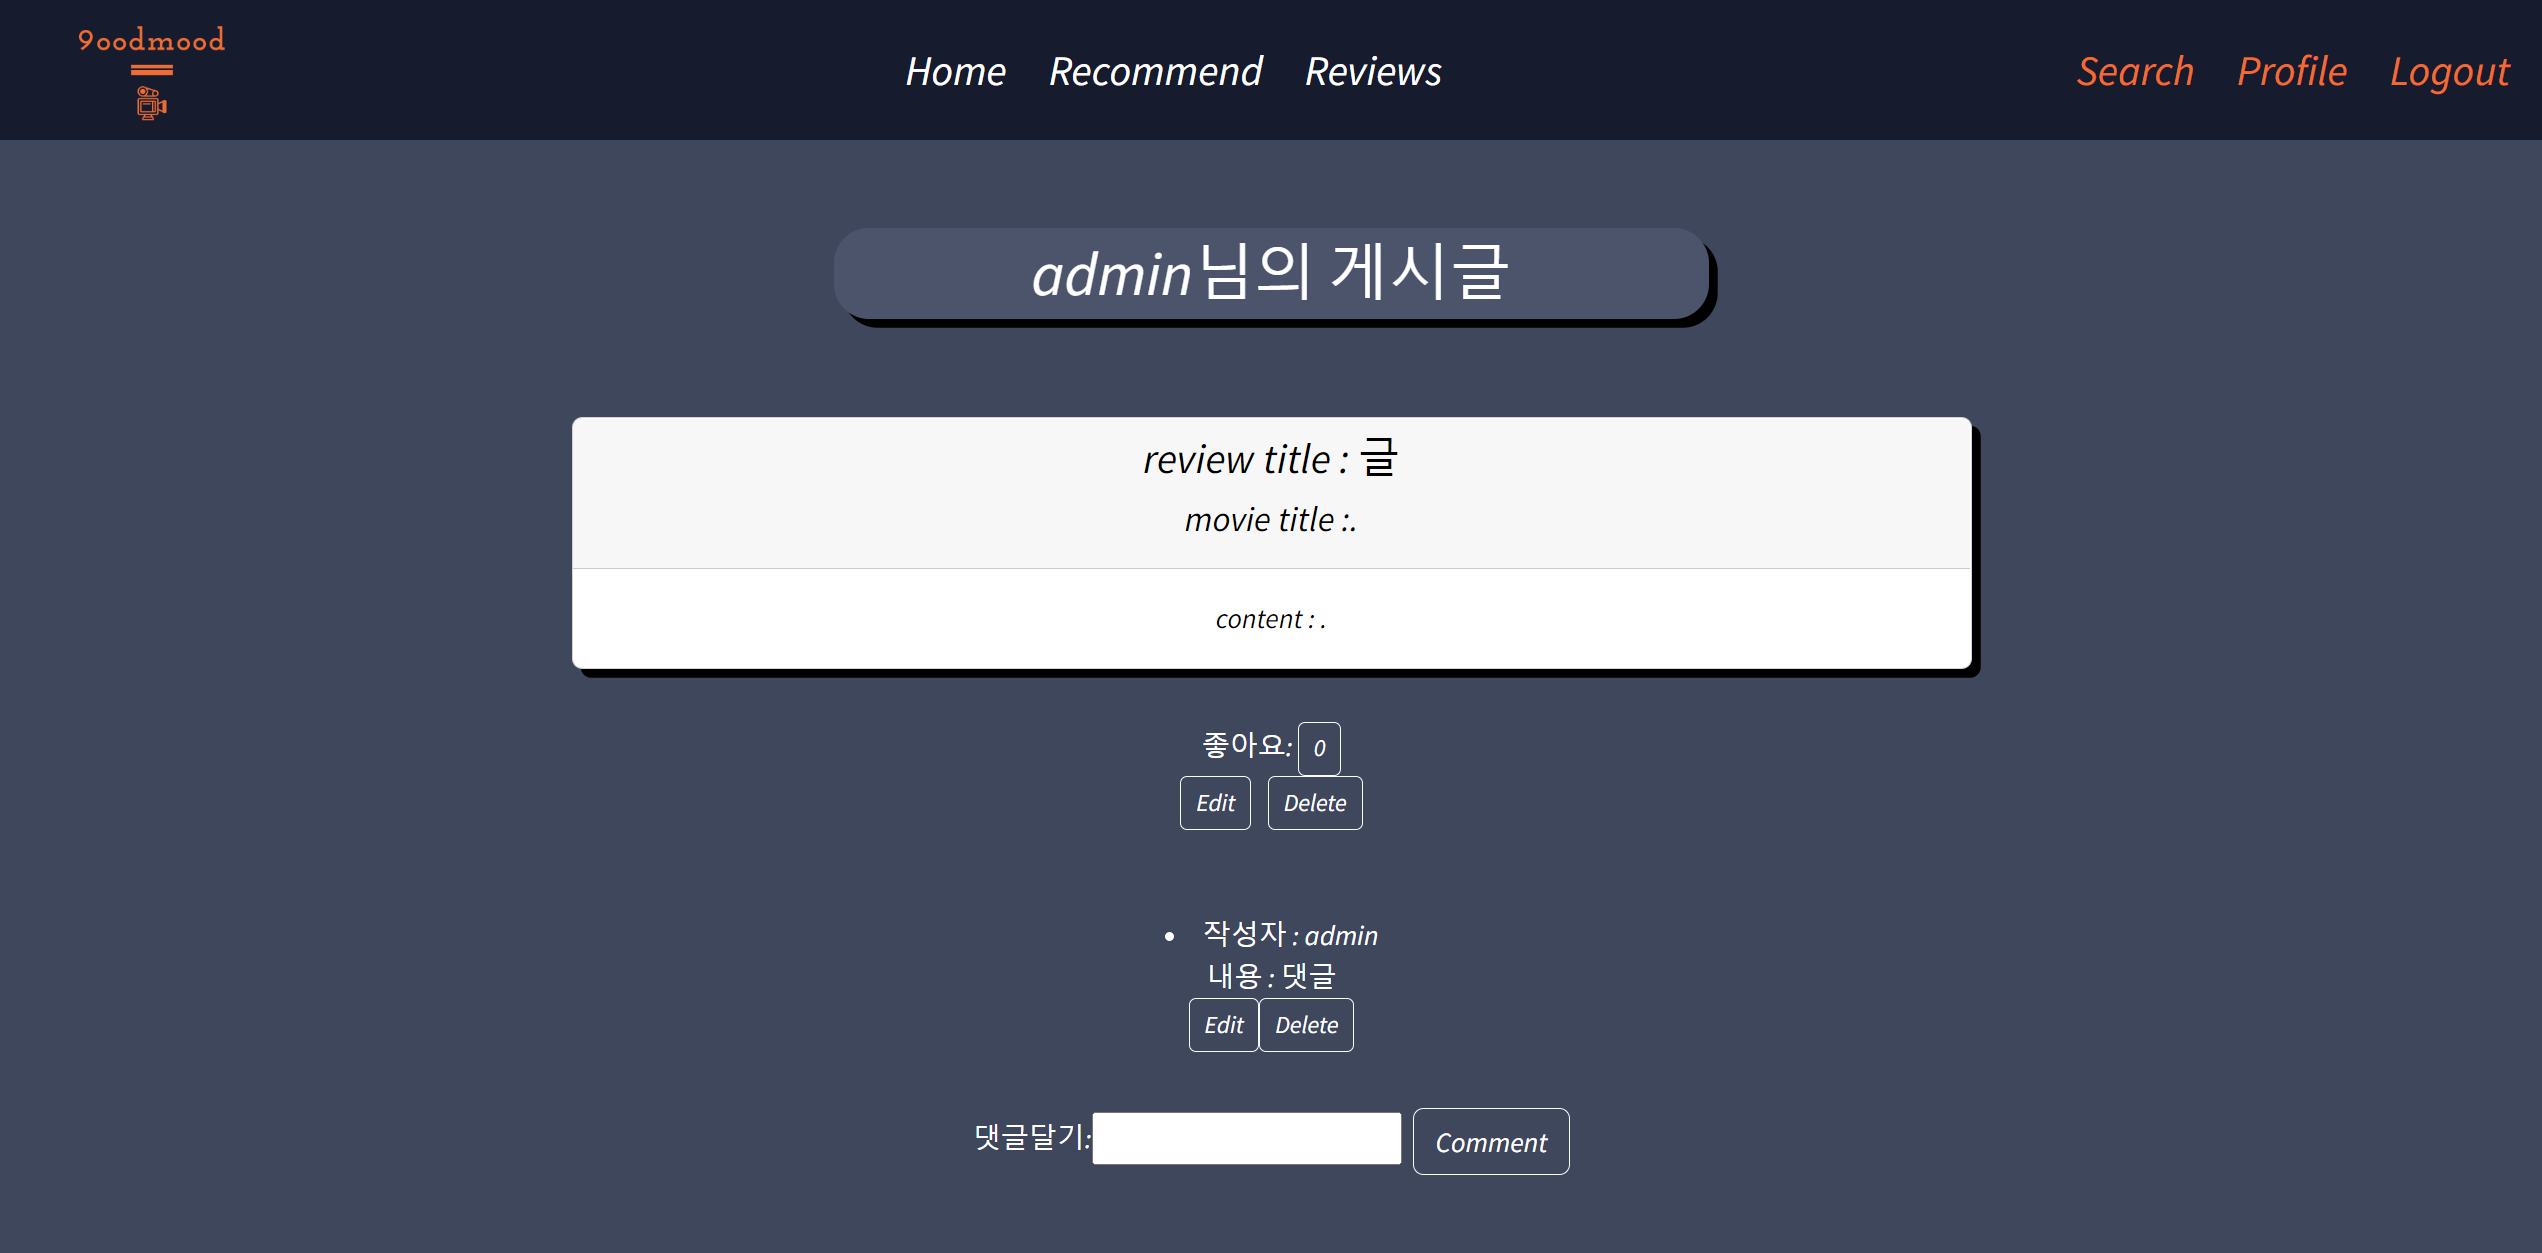 9oodmood
Home Recommend Reviews
Search Profile Logout
admin님의 게시글
review title : 글
movie title :.
content : .
좋아요: 0
Edit Delete
• 작성자 : admin
내용 : 댓글
Edit Delete
댓글달기: Comment